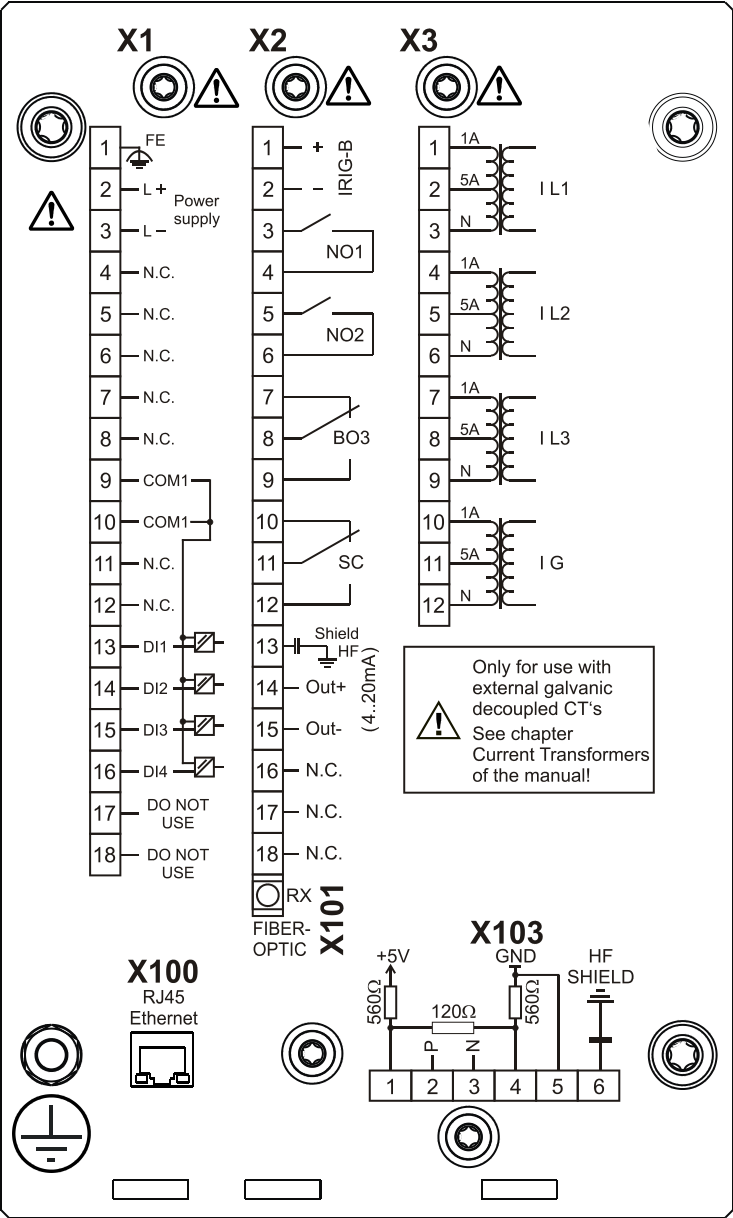 X1
X2
X3
1
FE
2
L+
Power
supply
3
L−
4
N.C.
5
N.C.
6
N.C.
7
N.C.
8
N.C.
9
COM1
10
COM1
11
N.C.
12
N.C.
13
DI1
14
DI2
15
DI3
16
DI4
17
DO NOT
USE
18
DO NOT
USE
1
+
IRIG-B
2
−
3
NO1
4
5
NO2
6
7
8
BO3
9
10
11
SC
12
13
Shield
HF
14
Out+
(4..20mA)
15
Out-
16
N.C.
17
N.C.
18
N.C.
RX
FIBER-
OPTIC
X101
1
1A
2
5A
I L1
3
N
4
1A
5
5A
I L2
6
N
7
1A
8
5A
I L3
9
N
10
1A
11
5A
I G
12
N
Only for use with
external galvanic
decoupled CT‘s
See chapter
Current Transformers
of the manual!
X100
RJ45
Ethernet
X103
+5V
GND
HF
SHIELD
560Ω
120Ω
560Ω
P
N
1
2
3
4
5
6